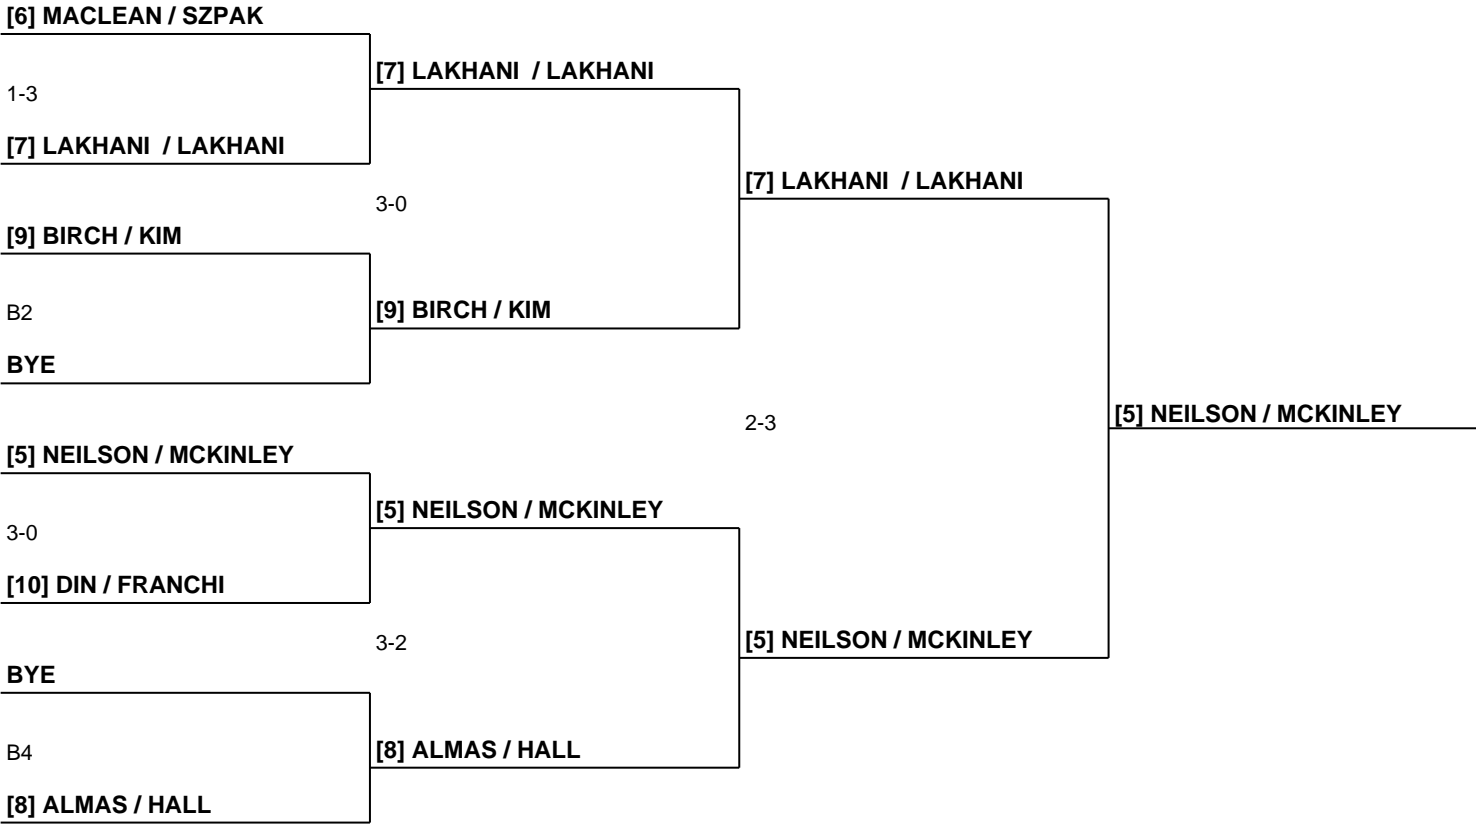 [6] MACLEAN / SZPAK
[7] LAKHANI  / LAKHANI
1-3
[7] LAKHANI  / LAKHANI
[7] LAKHANI  / LAKHANI
3-0
[9] BIRCH / KIM
B2
[9] BIRCH / KIM
BYE
2-3
[5] NEILSON / MCKINLEY
[5] NEILSON / MCKINLEY
[5] NEILSON / MCKINLEY
3-0
[10] DIN / FRANCHI
3-2
[5] NEILSON / MCKINLEY
BYE
B4
[8] ALMAS / HALL
[8] ALMAS / HALL